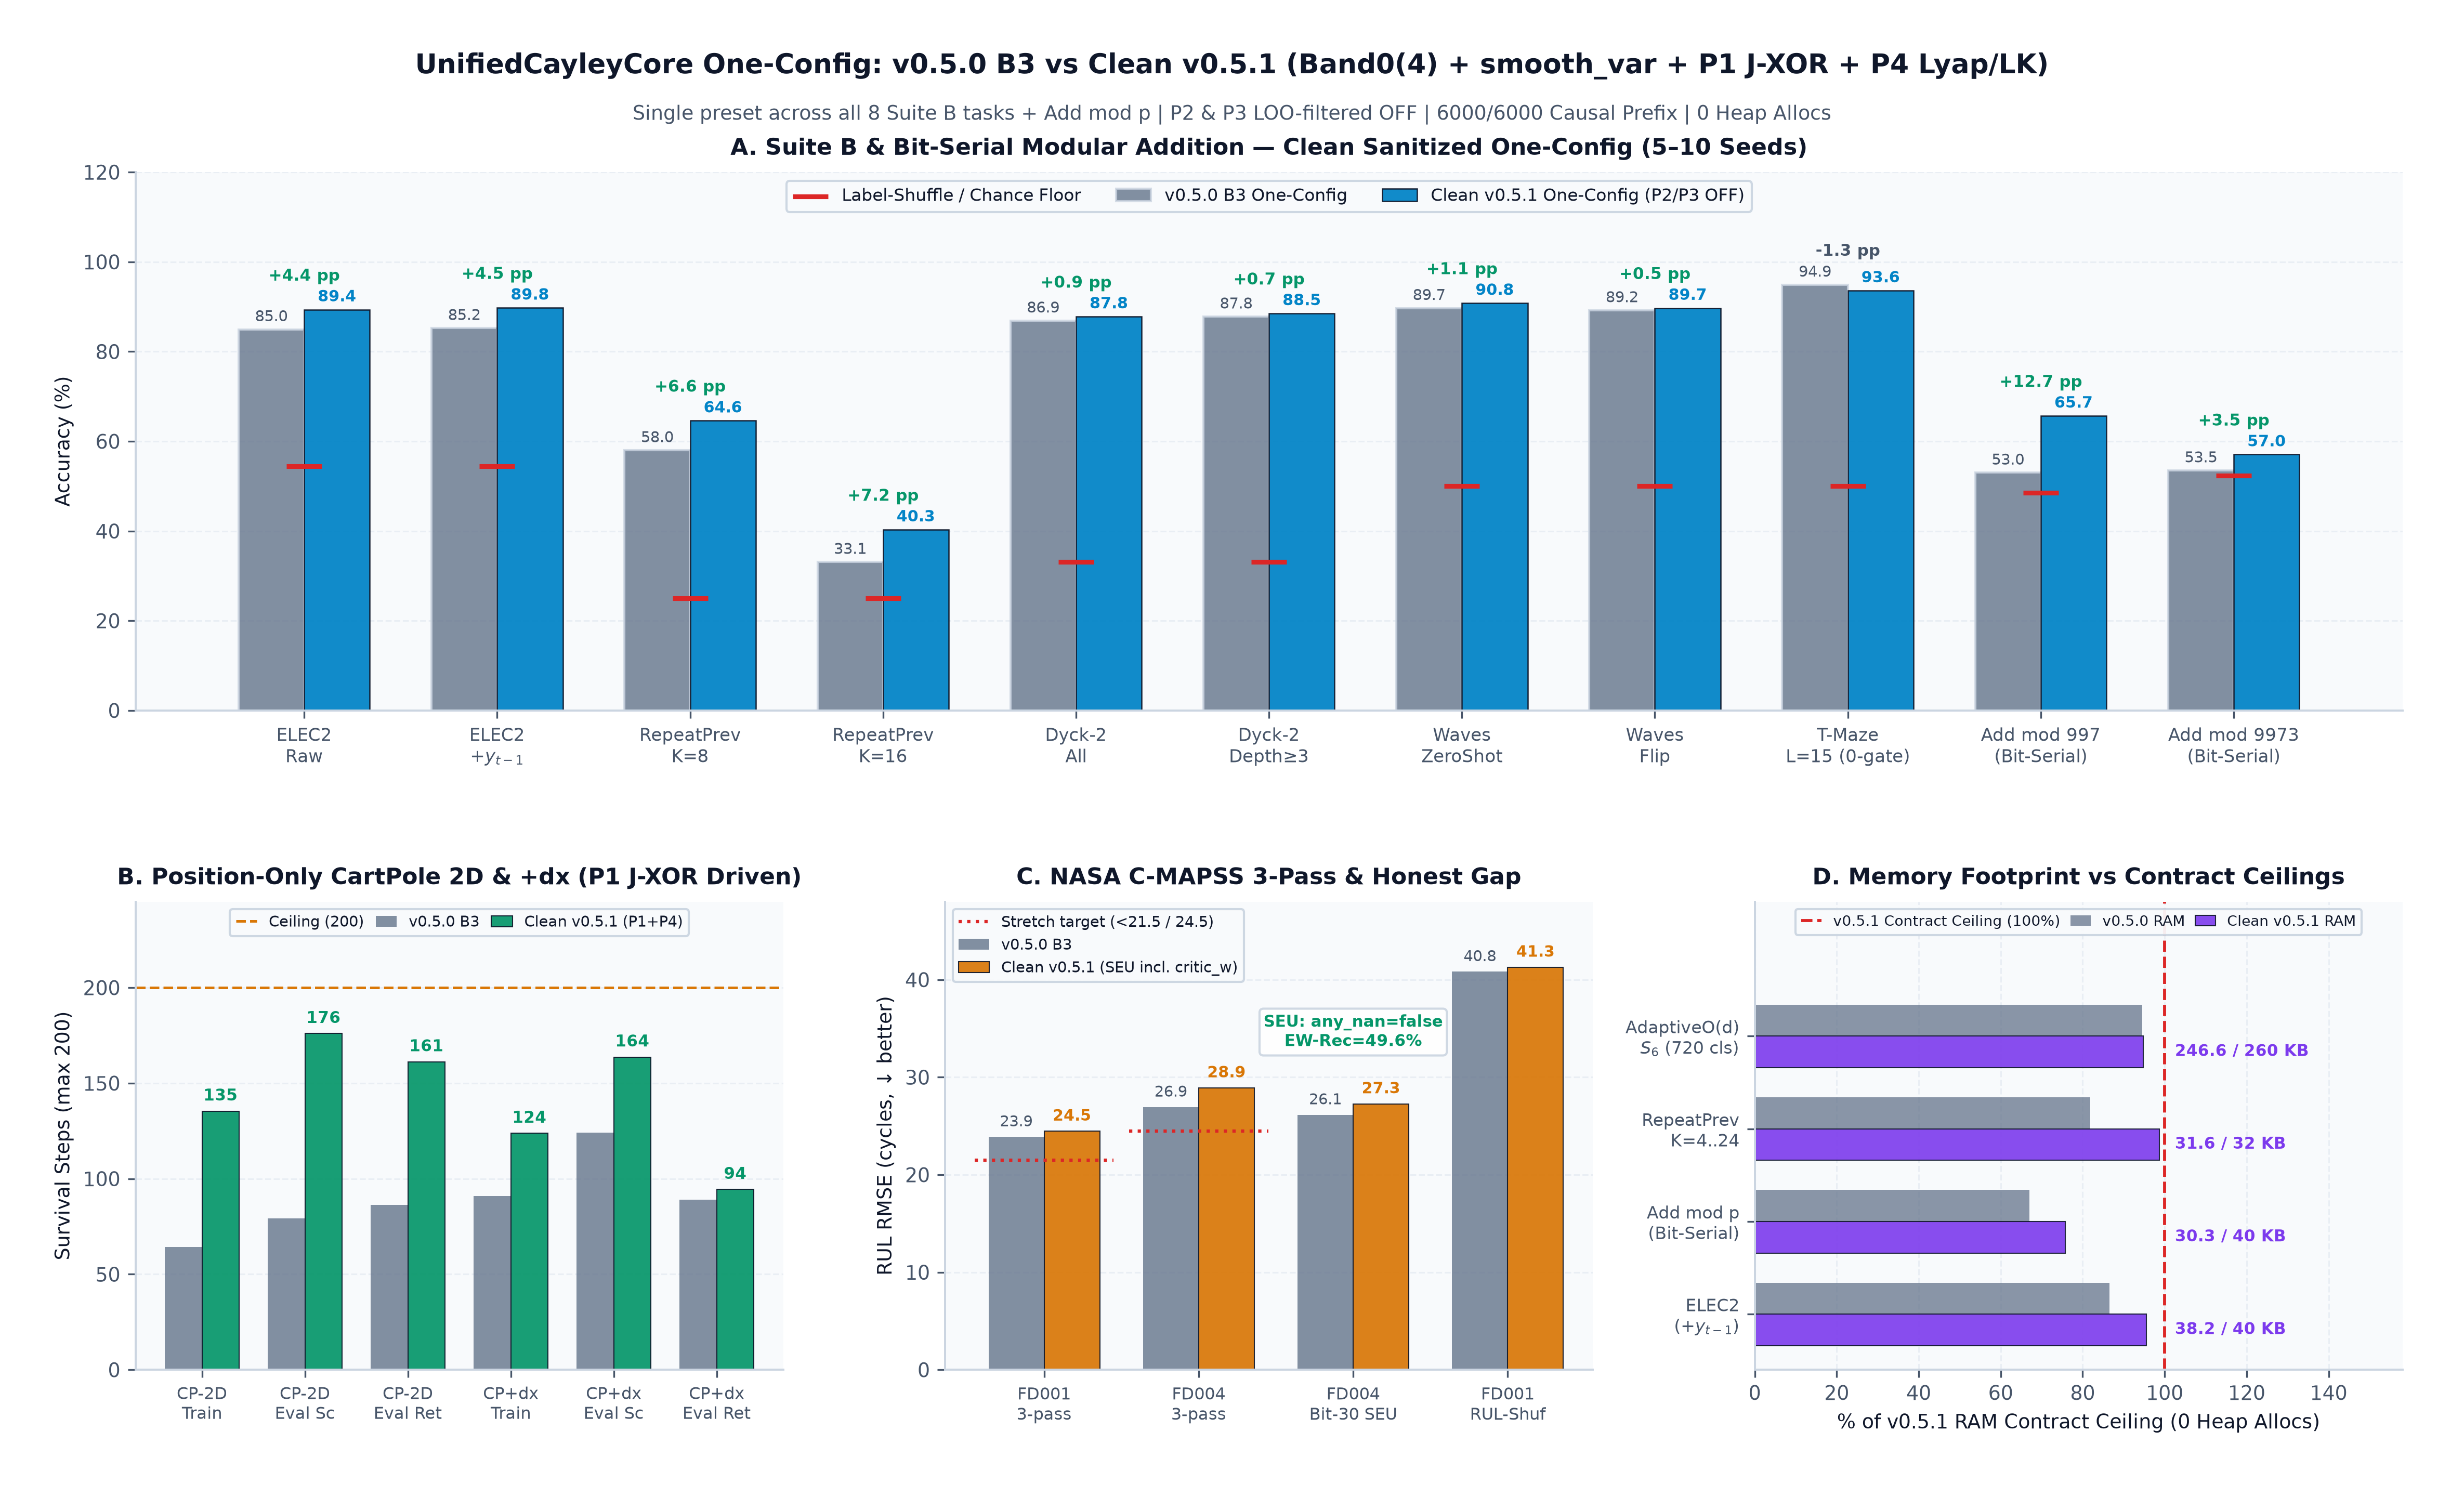 UnifiedCayleyCore One-Config: v0.5.0 B3 vs Clean v0.5.1 (Band0(4) + smooth_var + P1 J-XOR + P4 Lyap/LK)
Single preset across all 8 Suite B tasks + Add mod p | P2 & P3 LOO-filtered OFF | 6000/6000 Causal Prefix | 0 Heap Allocs
A. Suite B & Bit-Serial Modular Addition — Clean Sanitized One-Config (5–10 Seeds)
Label-Shuffle / Chance Floor
v0.5.0 B3 One-Config
Clean v0.5.1 One-Config (P2/P3 OFF)
Accuracy (%)
120
100
80
60
40
20
0
+4.4 pp
85.0
89.4
+4.5 pp
85.2
89.8
+6.6 pp
58.0
64.6
+7.2 pp
33.1
40.3
+0.9 pp
86.9
87.8
+0.7 pp
87.8
88.5
+1.1 pp
89.7
90.8
+0.5 pp
89.2
89.7
-1.3 pp
94.9
93.6
+12.7 pp
53.0
65.7
+3.5 pp
53.5
57.0
ELEC2
Raw
ELEC2
+y_{t−1}
RepeatPrev
K=8
RepeatPrev
K=16
Dyck-2
All
Dyck-2
Depth≥3
Waves
ZeroShot
Waves
Flip
T-Maze
L=15 (0-gate)
Add mod 997
(Bit-Serial)
Add mod 9973
(Bit-Serial)
B. Position-Only CartPole 2D & +dx (P1 J-XOR Driven)
Ceiling (200)
v0.5.0 B3
Clean v0.5.1 (P1+P4)
Survival Steps (max 200)
200
150
100
50
0
135
176
161
124
164
94
CP-2D
Train
CP-2D
Eval Sc
CP-2D
Eval Ret
CP+dx
Train
CP+dx
Eval Sc
CP+dx
Eval Ret
C. NASA C-MAPSS 3-Pass & Honest Gap
Stretch target (<21.5 / 24.5)
v0.5.0 B3
Clean v0.5.1 (SEU incl. critic_w)
RUL RMSE (cycles, ↓ better)
40
30
20
10
0
SEU: any_nan=false
EW-Rec=49.6%
23.9
24.5
26.9
28.9
26.1
27.3
40.8
41.3
FD001
3-pass
FD004
3-pass
FD004
Bit-30 SEU
FD001
RUL-Shuf
D. Memory Footprint vs Contract Ceilings
v0.5.1 Contract Ceiling (100%)
v0.5.0 RAM
Clean v0.5.1 RAM
AdaptiveO(d)
S_6 (720 cls)
246.6 / 260 KB
RepeatPrev
K=4..24
31.6 / 32 KB
Add mod p
(Bit-Serial)
30.3 / 40 KB
ELEC2
(+y_{t−1})
38.2 / 40 KB
0
20
40
60
80
100
120
140
% of v0.5.1 RAM Contract Ceiling (0 Heap Allocs)